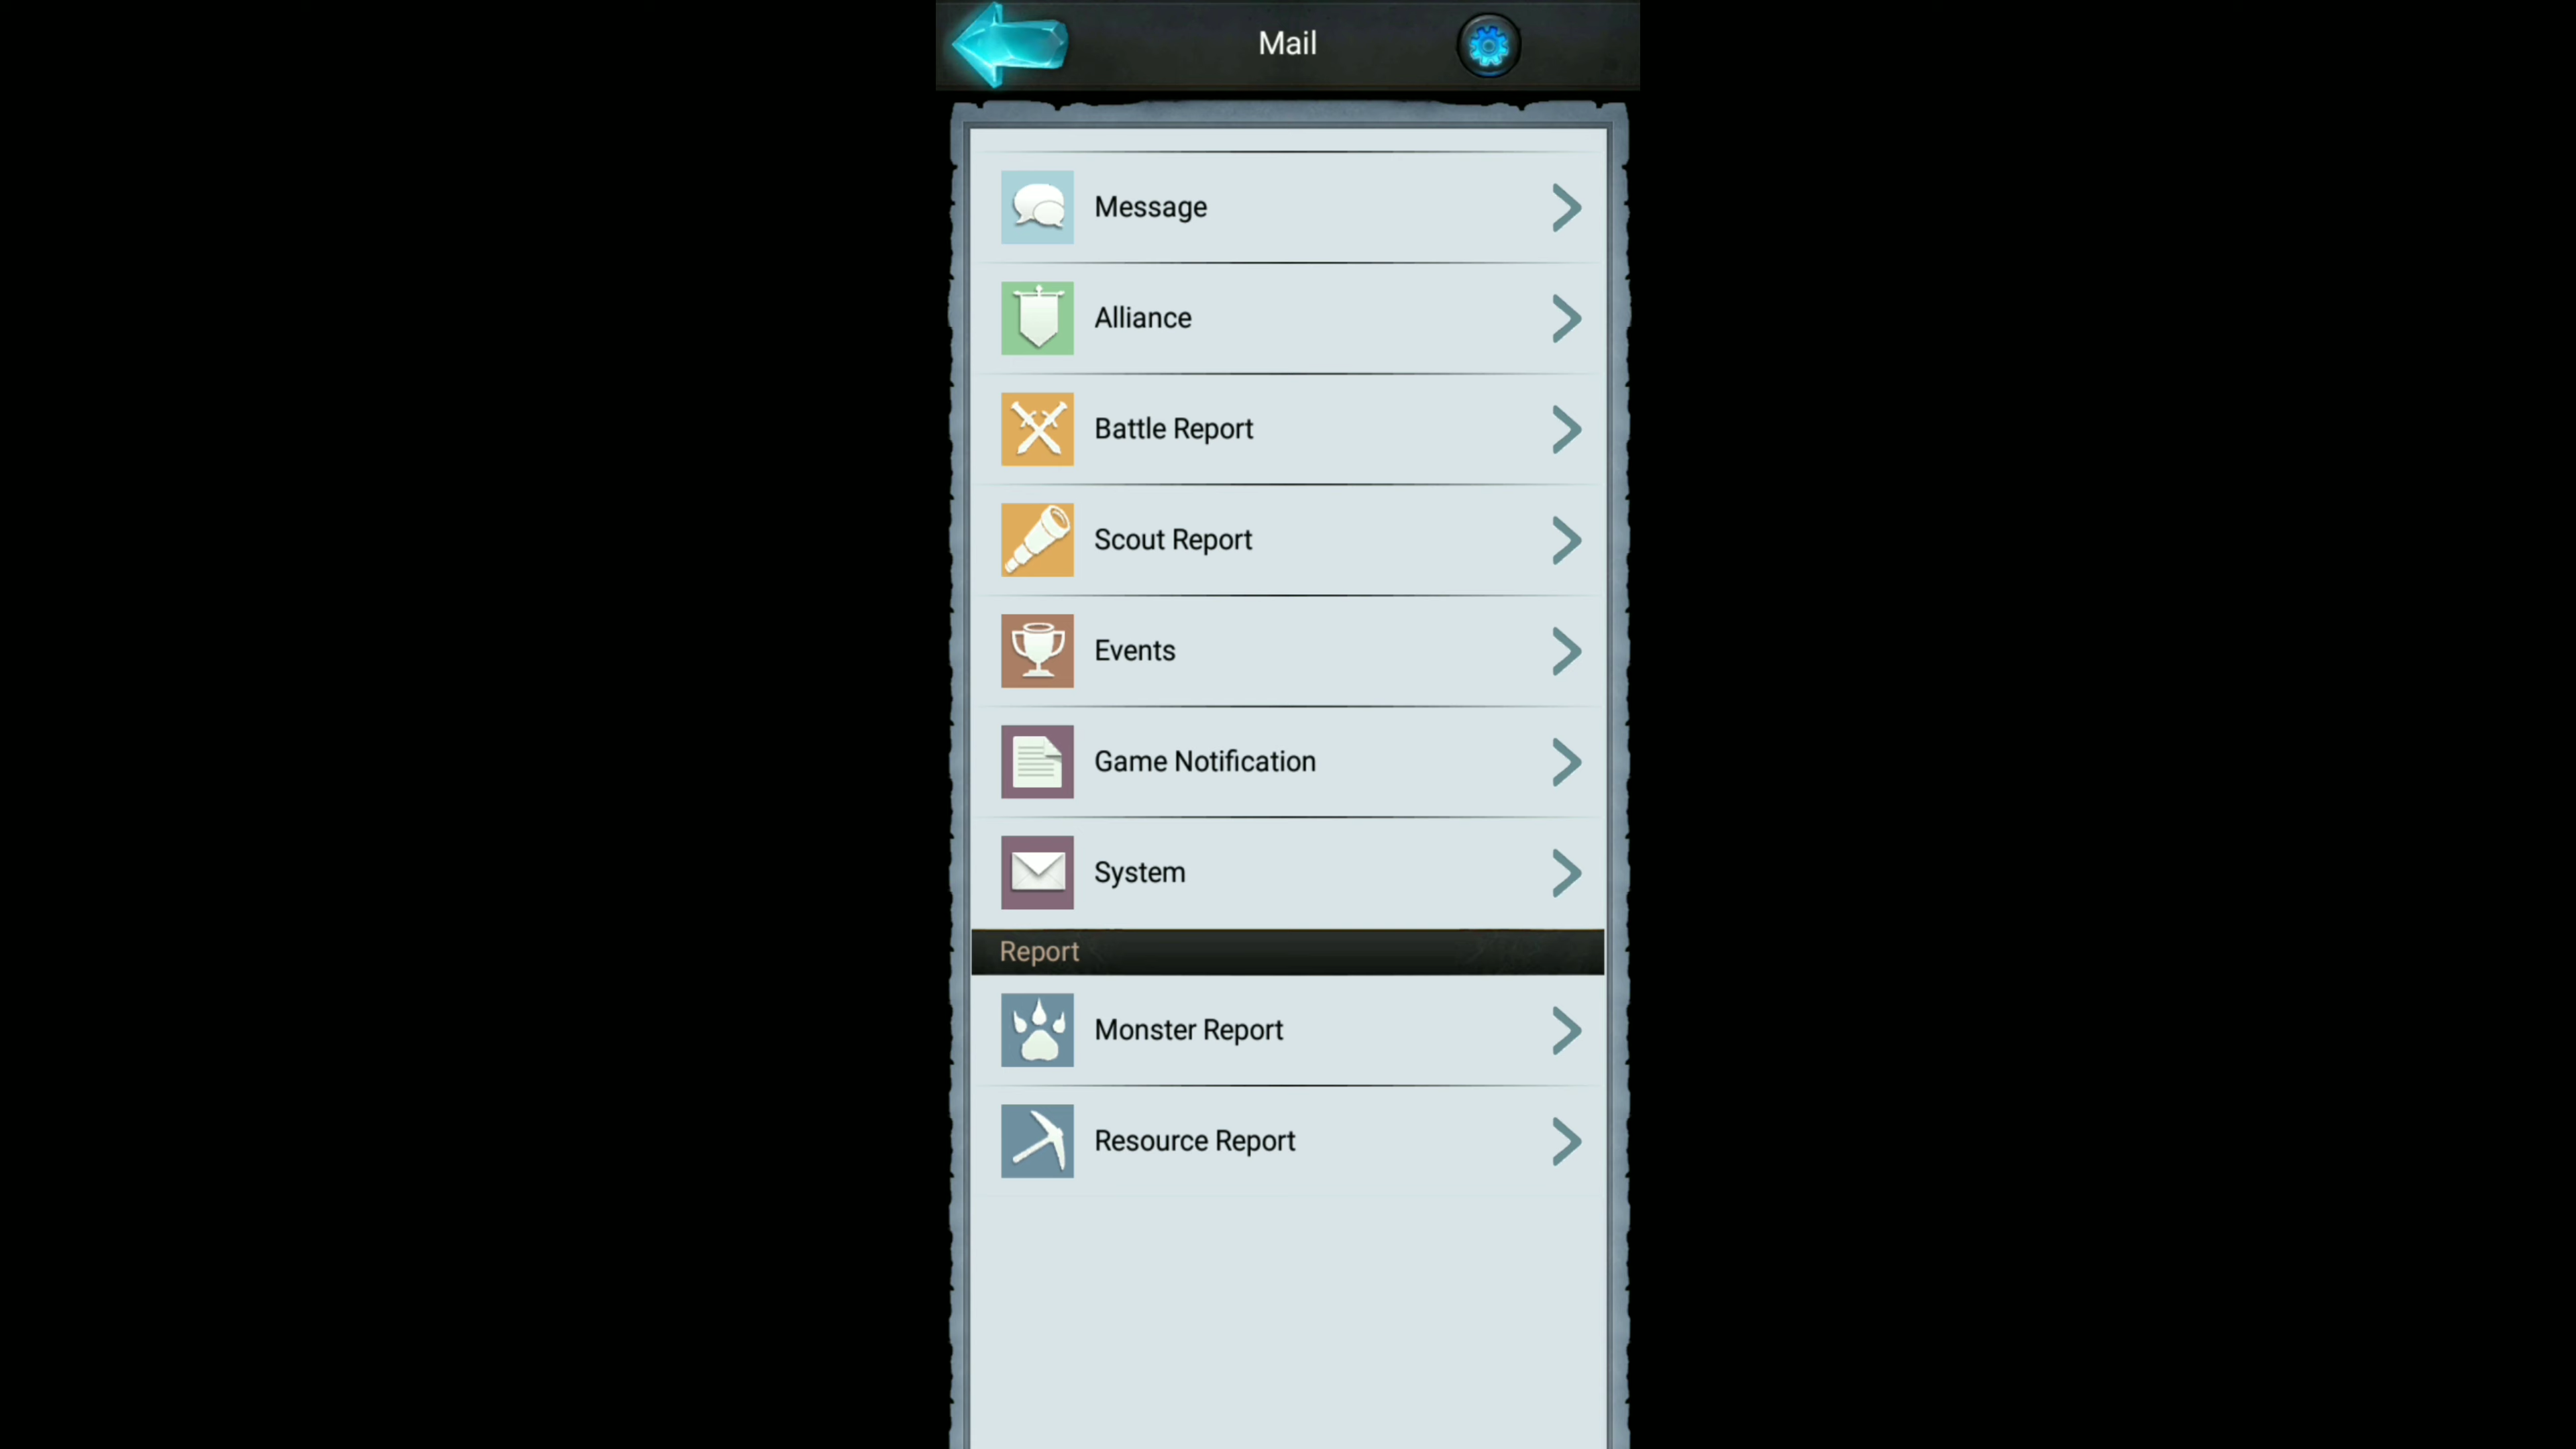 Mail
Message
Alliance
Battle Report
Scout Report
Events
Game Notification
System
Report
Monster Report
Resource Report